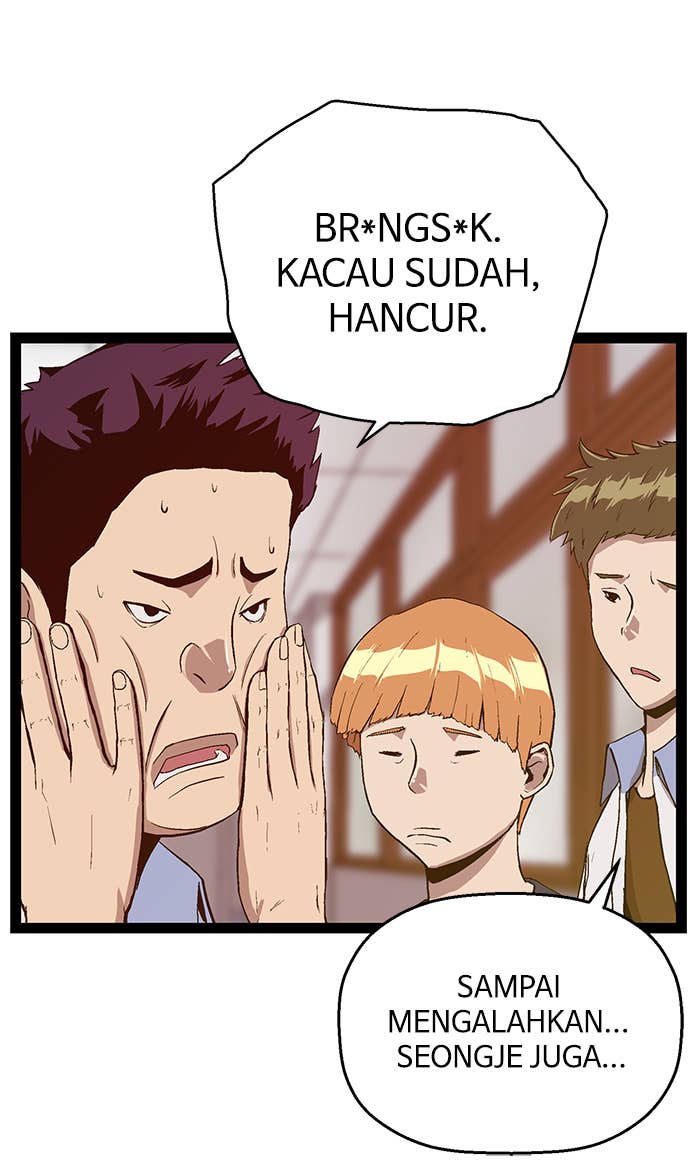 BR*NGS*K.
KACAU SUDAH,
HANCUR.
SAMPAI
MENGALAHKAN...
SEONGJE JUGA...